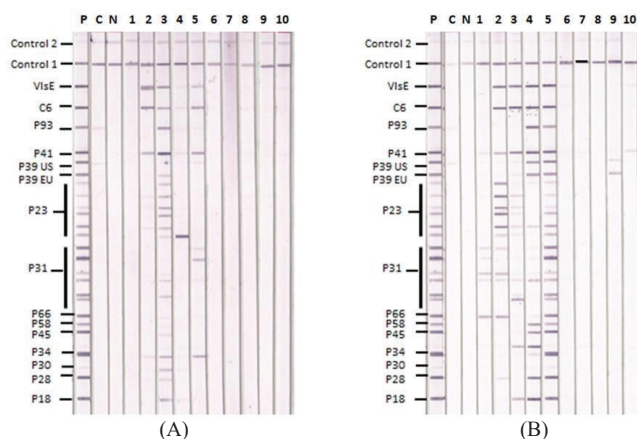 P C N 1 2 3 4 5 6 7 8 9 10
Control 2
Control 1
VlsE
C6
P93
P41
P39 US
P39 EU
P23
P31
P66
P58
P45
P34
P30
P28
P18
(A)
P C N 1 2 3 4 5 6 7 8 9 10
Control 2
Control 1
VlsE
C6
P93
P41
P39 US
P39 EU
P23
P31
P66
P58
P45
P34
P30
P28
P18
(B)